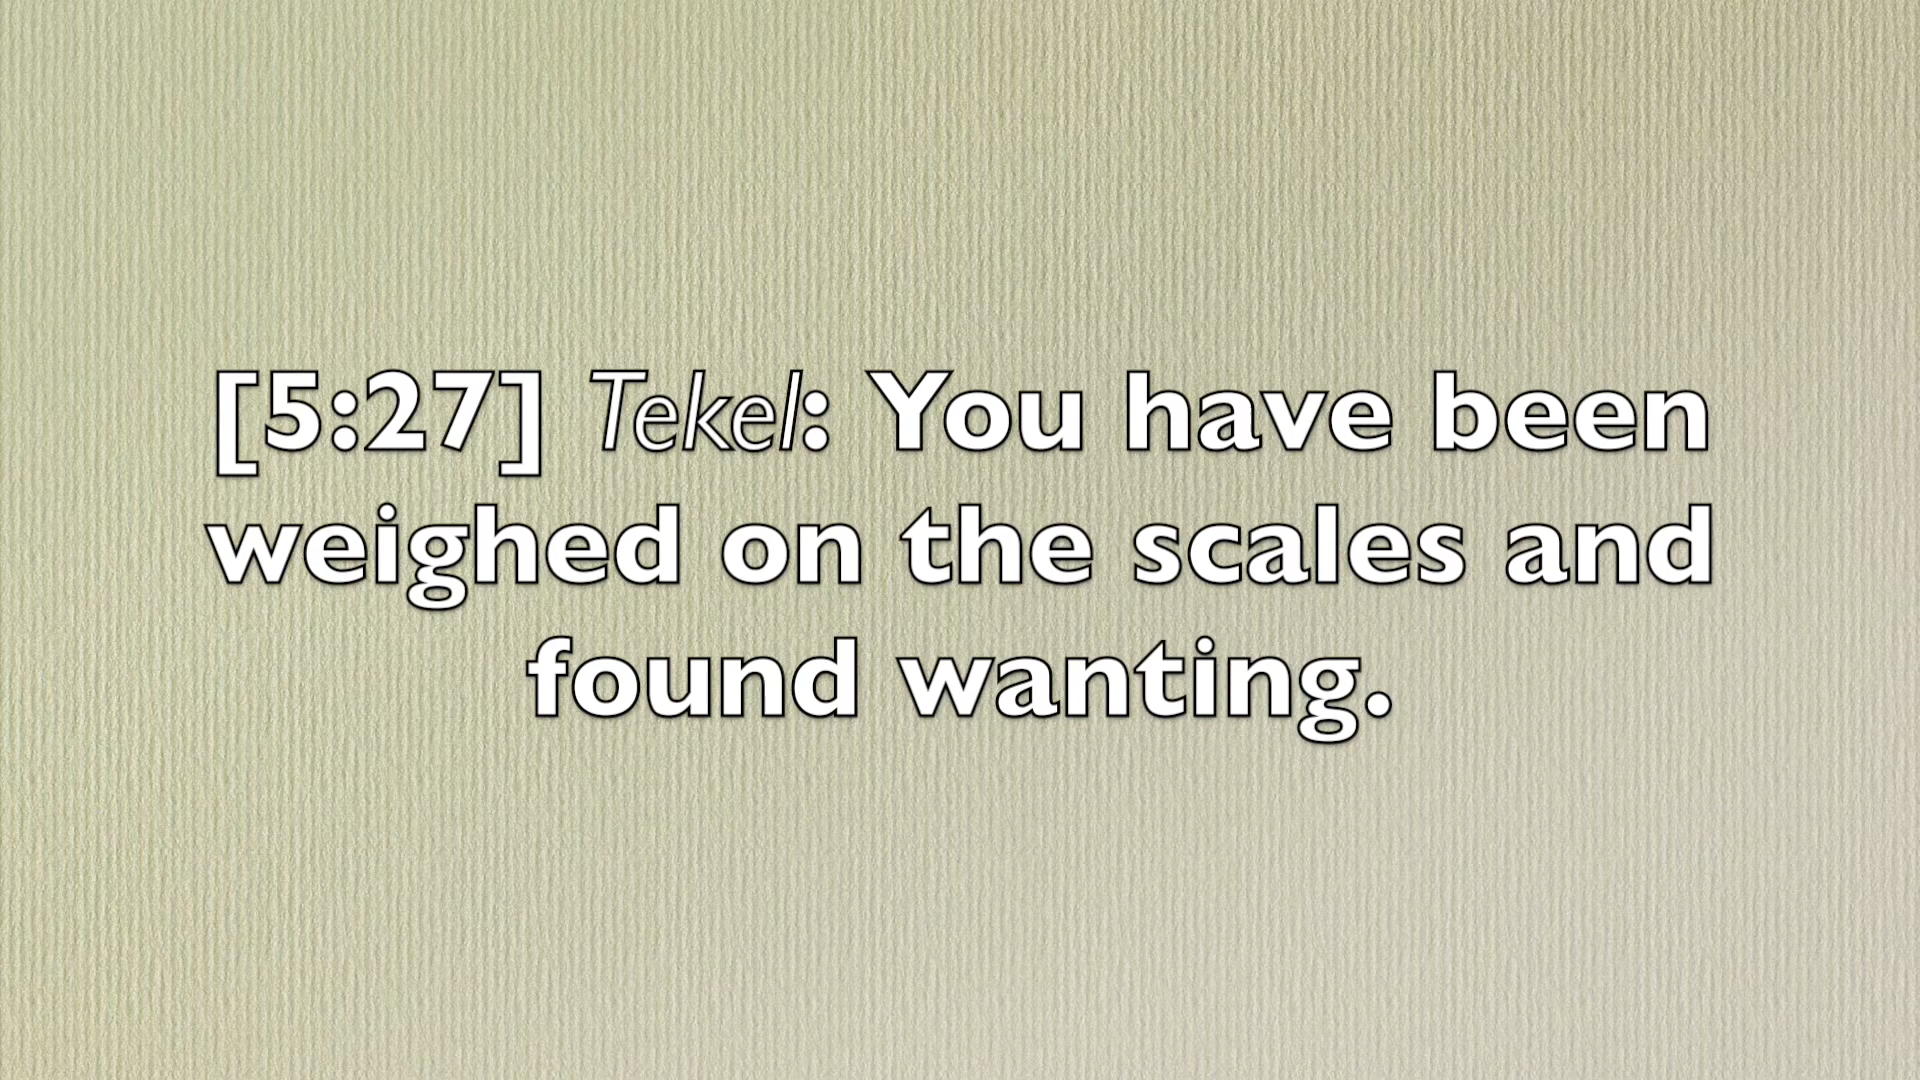 [5:27] Tekel: You have been
weighed on the scales and
found wanting.